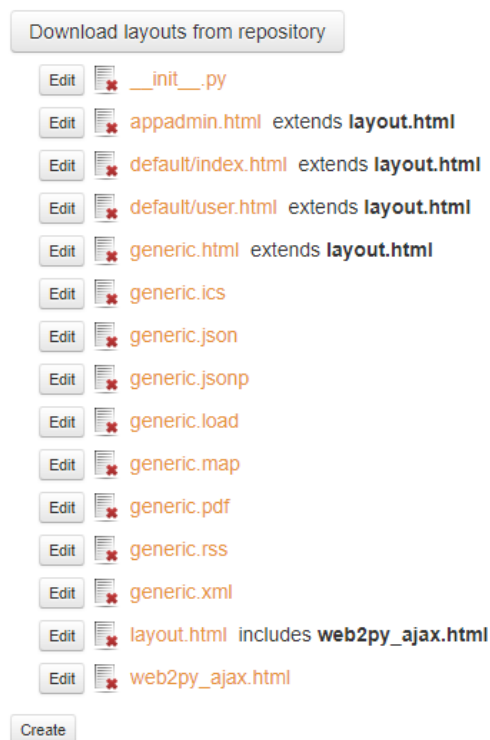 Download layouts from repository
Edit __init__.py
Edit appadmin.html extends layout.html
Edit default/index.html extends layout.html
Edit default/user.html extends layout.html
Edit generic.html extends layout.html
Edit generic.ics
Edit generic.json
Edit generic.jsonp
Edit generic.load
Edit generic.map
Edit generic.pdf
Edit generic.rss
Edit generic.xml
Edit layout.html includes web2py_ajax.html
Edit web2py_ajax.html
Create